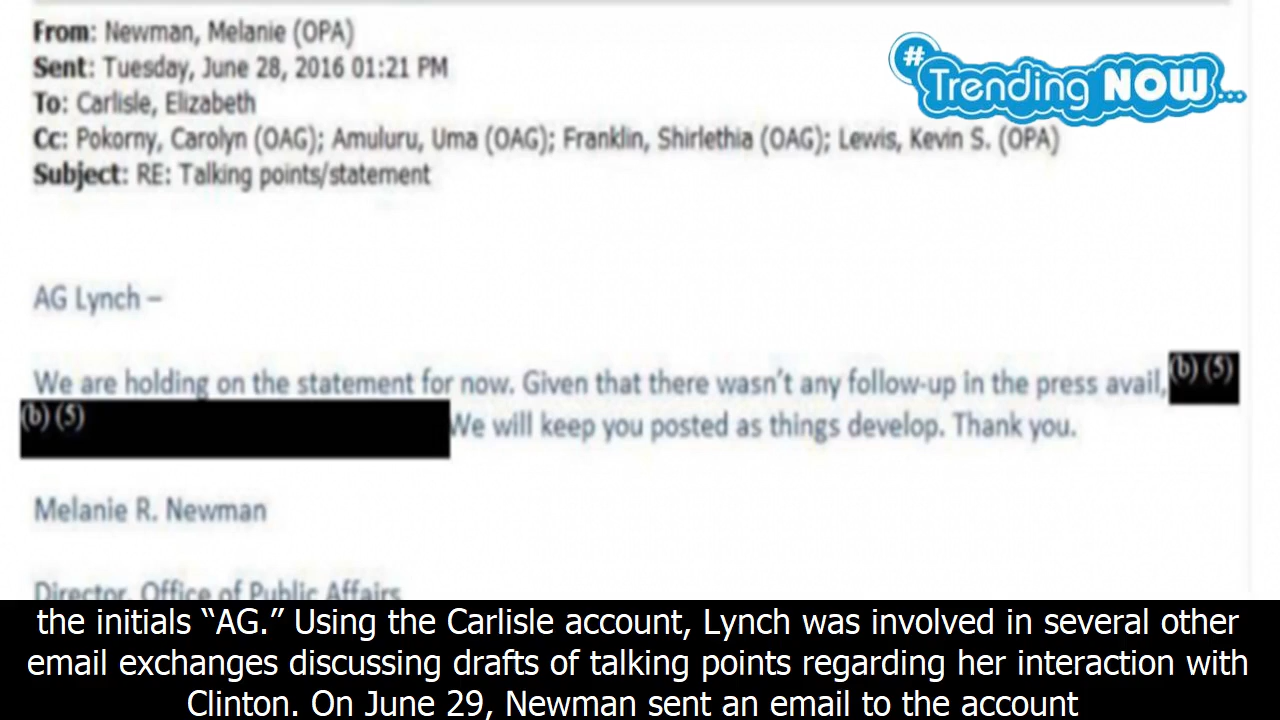 From: Newman, Melanie (OPA)
# Trending NOW...
Sent: Tuesday, June 28, 2016 01:21 PM
To: Carlisle, Elizabeth
Cc: Pokorny, Carolyn (OAG); Amuluru, Uma (OAG); Franklin, Shirlethia (OAG); Lewis, Kevin S. (OPA)
Subject: RE: Talking points/statement
AG Lynch –
We are holding on the statement for now. Given that there wasn't any follow-up in the press avail, (b) (5)
(b) (5) We will keep you posted as things develop. Thank you.
Melanie R. Newman
Director, Office of Public Affairs
the initials “AG.” Using the Carlisle account, Lynch was involved in several other
email exchanges discussing drafts of talking points regarding her interaction with
Clinton. On June 29, Newman sent an email to the account